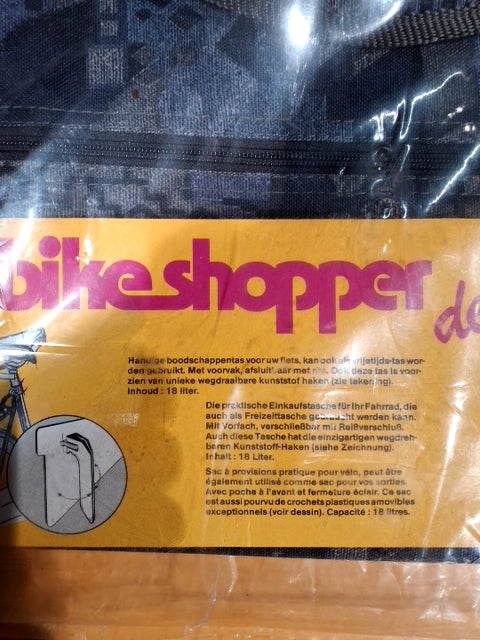 bikeshopper
de
Handige boodschappentas voor uw fiets, kan ook als vrijetijds-tas wor-
den gebruikt. Met voorvak, afsluitbaar met rits. Ook deze tas is voor-
zien van unieke wegdraaibare kunststof haken (zie tekening).
Inhoud : 18 liter.
Die praktische Einkaufstasche für Ihr Fahrrad, die
auch als Freizeittasche gebraucht werden kann.
Mit Vorfach, verschließbar mit Reißverschluß.
Auch diese Tasche hat die einzigartigen wegdreh-
baren Kunststoff-Haken (siehe Zeichnung).
Inhalt : 18 Liter.
Sac à provisions pratique pour vélo, peut être
également utilisé comme sac pour vos sorties.
Avec poche à l'avant et fermeture éclair. Ce sac
est aussi pourvu de crochets plastiques amovibles
exceptionnels (voir dessin). Capacité : 18 litres.